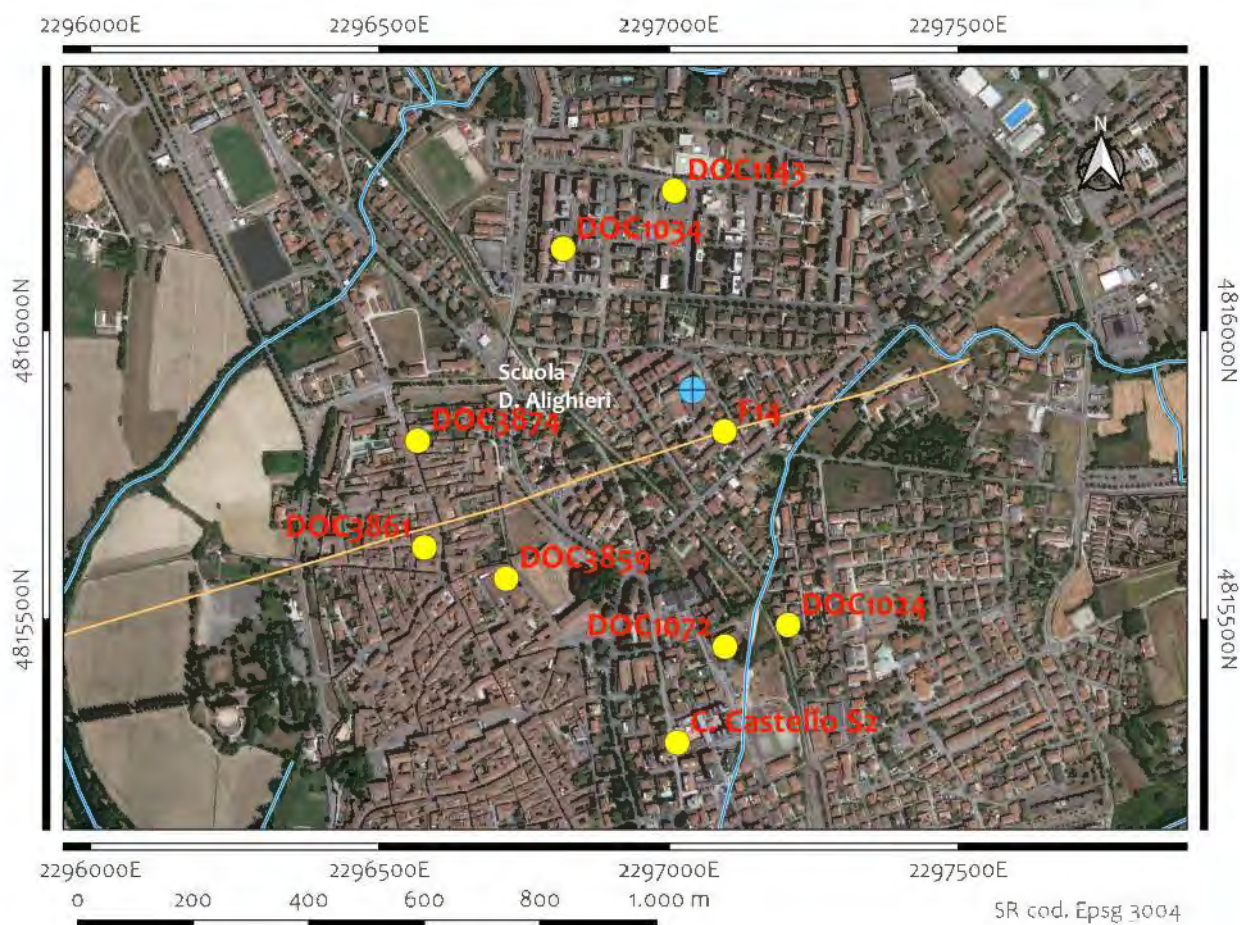 2296000E 2296500E 2297000E 2297500E
N
DOC1143
DOC1034
4816000N
4816000N
Scuola
D. Alighieri
F14
DOC3874
DOC3861
DOC3859
DOC1024
4815500N
DOC1072
4815500N
C. Castello S2
2296000E 2296500E 2297000E 2297500E
0 200 400 600 800 1.000 m
SR cod. Epsg 3004